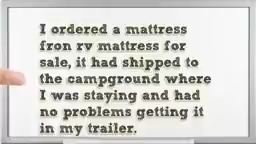 I ordered a mattress
fron rv mattress for
sale, it had shipped to
the campground where
I was staying and had
no problems getting it
in my trailer.